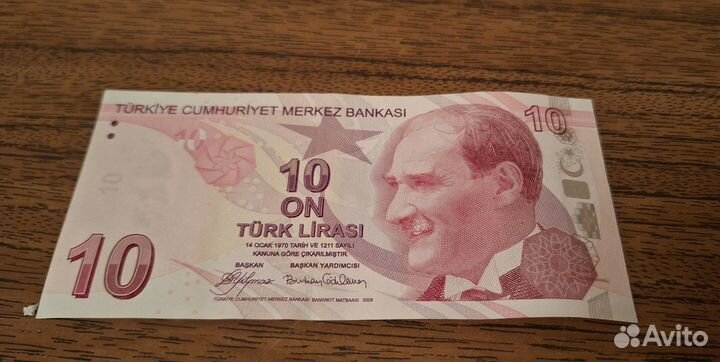 TÜRKİYE CUMHURİYET MERKEZ BANKASI
10
10
ON
TÜRK LİRASI
14 OCAK 1970 TARİH VE 1211 SAYILI
KANUNA GÖRE ÇIKARILMIŞTIR.
BAŞKAN BAŞKAN YARDIMCISI
10
TÜRKİYE CUMHURİYET MERKEZ BANKASI BANKNOT MATBAASI 2009
Avito